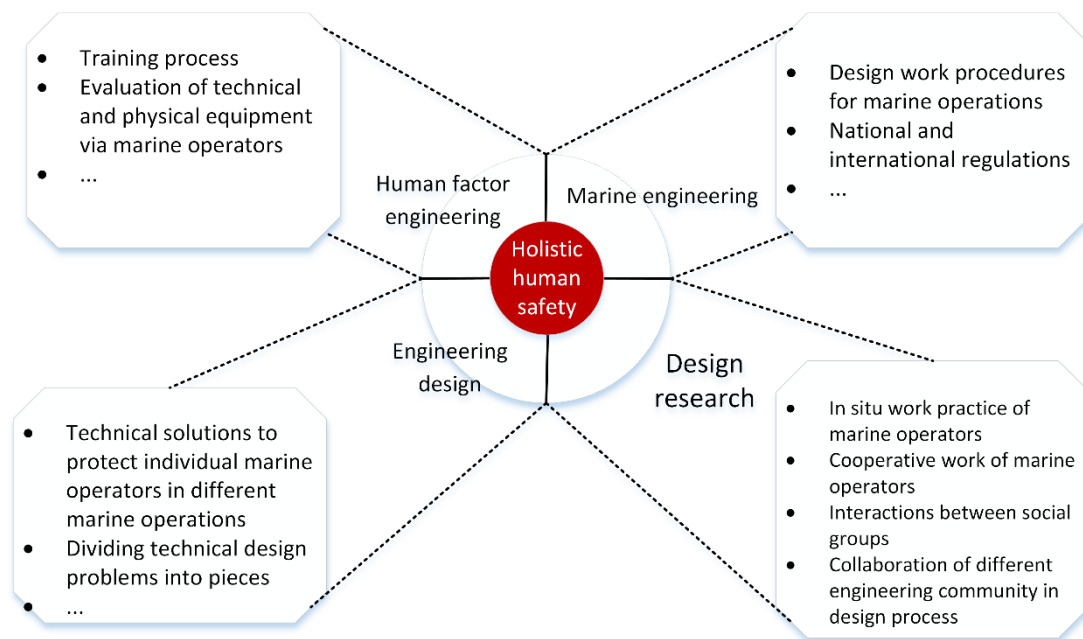 • Training process
• Evaluation of technical
and physical equipment
via marine operators
• ...
• Design work procedures
for marine operations
• National and
international regulations
• ...
Human factor
engineering
Marine engineering
Holistic
human
safety
Engineering
design
Design
research
• Technical solutions to
protect individual marine
operators in different
marine operations
• Dividing technical design
problems into pieces
• ...
• In situ work practice of
marine operators
• Cooperative work of marine
operators
• Interactions between social
groups
• Collaboration of different
engineering community in
design process